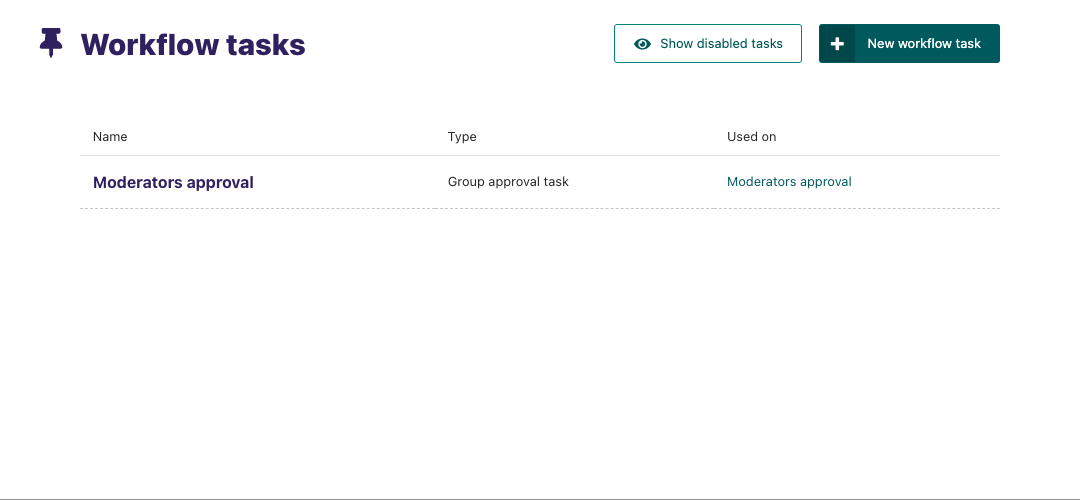 Workflow tasks
Show disabled tasks
New workflow task
Name Type Used on
Moderators approval Group approval task Moderators approval